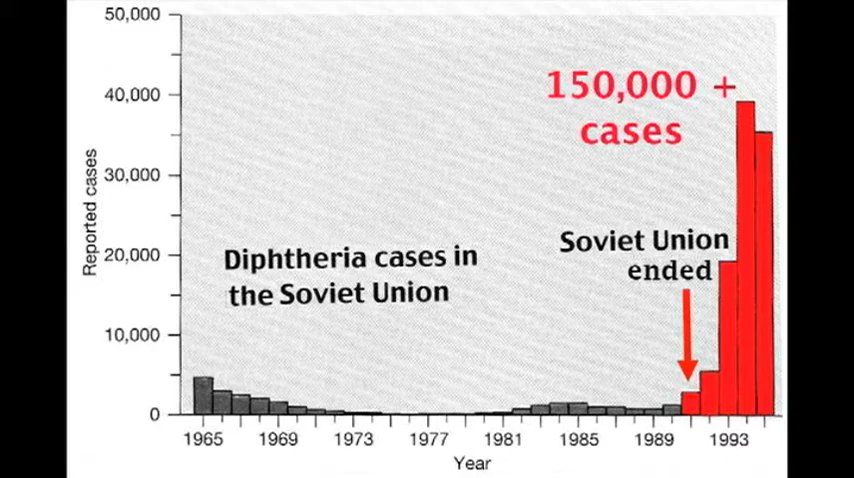 50,000
40,000
30,000
20,000
10,000
0
Reported cases
150,000 +
cases
Soviet Union
ended
Diphtheria cases in
the Soviet Union
1965 1969 1973 1977 1981 1985 1989 1993
Year